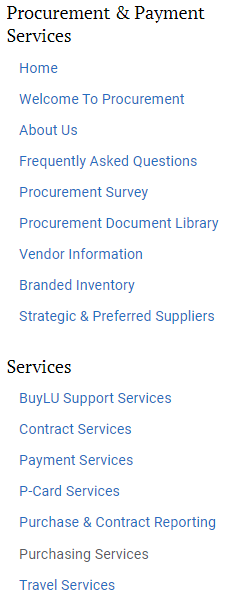 Procurement & Payment
Services
Home
Welcome To Procurement
About Us
Frequently Asked Questions
Procurement Survey
Procurement Document Library
Vendor Information
Branded Inventory
Strategic & Preferred Suppliers
Services
BuyLU Support Services
Contract Services
Payment Services
P-Card Services
Purchase & Contract Reporting
Purchasing Services
Travel Services